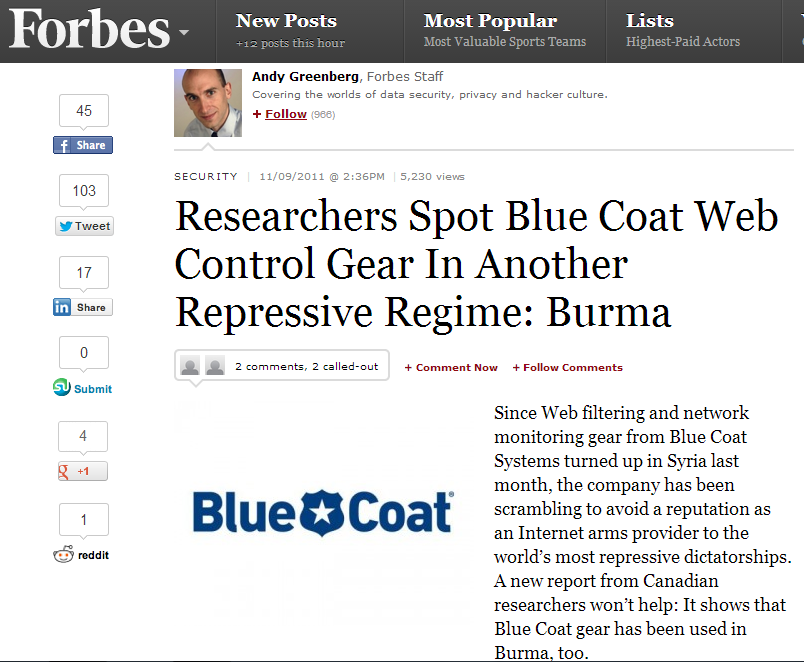 Forbes
New Posts
+12 posts this hour
Most Popular
Most Valuable Sports Teams
Lists
Highest-Paid Actors
Andy Greenberg, Forbes Staff
Covering the worlds of data security, privacy and hacker culture.
+ Follow (966)
45
f Share
103
Tweet
17
in Share
0
SU Submit
4
g +1
1
reddit
SECURITY | 11/09/2011 @ 2:36PM | 5,230 views
Researchers Spot Blue Coat Web
Control Gear In Another
Repressive Regime: Burma
2 comments, 2 called-out
+ Comment Now
+ Follow Comments
Blue Coat®
Since Web filtering and network
monitoring gear from Blue Coat
Systems turned up in Syria last
month, the company has been
scrambling to avoid a reputation as
an Internet arms provider to the
world's most repressive dictatorships.
A new report from Canadian
researchers won't help: It shows that
Blue Coat gear has been used in
Burma, too.